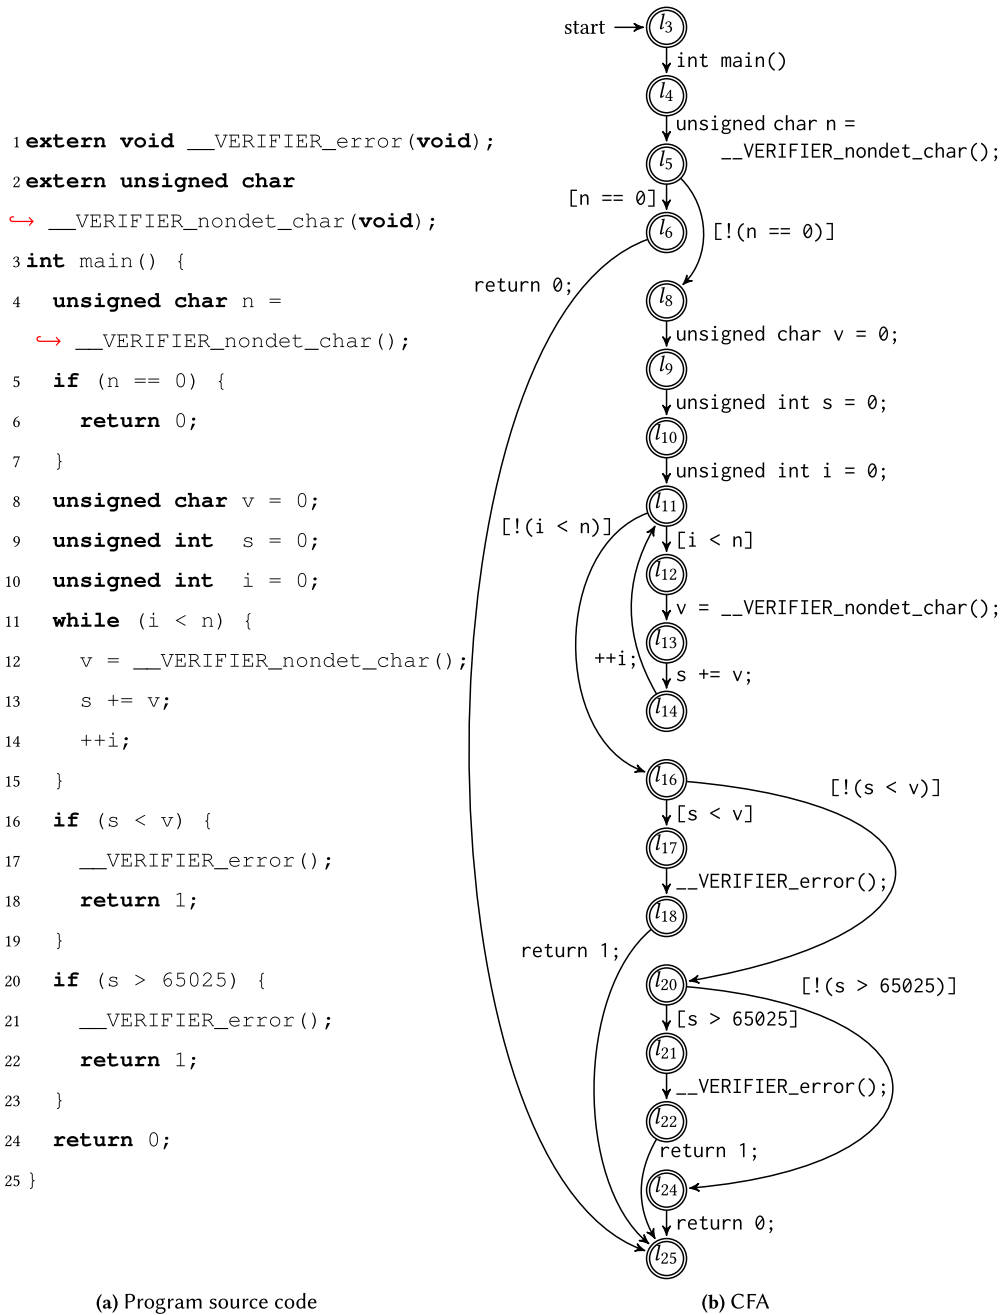 1 extern void __VERIFIER_error(void);
2 extern unsigned char
↪ __VERIFIER_nondet_char(void);
3 int main() {
4 unsigned char n =
↪ __VERIFIER_nondet_char();
5 if (n == 0) {
6 return 0;
7 }
8 unsigned char v = 0;
9 unsigned int s = 0;
10 unsigned int i = 0;
11 while (i < n) {
12 v = __VERIFIER_nondet_char();
13 s += v;
14 ++i;
15 }
16 if (s < v) {
17 __VERIFIER_error();
18 return 1;
19 }
20 if (s > 65025) {
21 __VERIFIER_error();
22 return 1;
23 }
24 return 0;
25 }
(a) Program source code
start
l3
int main()
l4
unsigned char n =
__VERIFIER_nondet_char();
l5
[n == 0]
[!(n == 0)]
l6
return 0;
l8
unsigned char v = 0;
l9
unsigned int s = 0;
l10
unsigned int i = 0;
l11
[!(i < n)]
[i < n]
l12
v = __VERIFIER_nondet_char();
l13
++i;
s += v;
l14
l16
[!(s < v)]
[s < v]
l17
__VERIFIER_error();
l18
return 1;
l20
[!(s > 65025)]
[s > 65025]
l21
__VERIFIER_error();
l22
return 1;
l24
return 0;
l25
(b) CFA